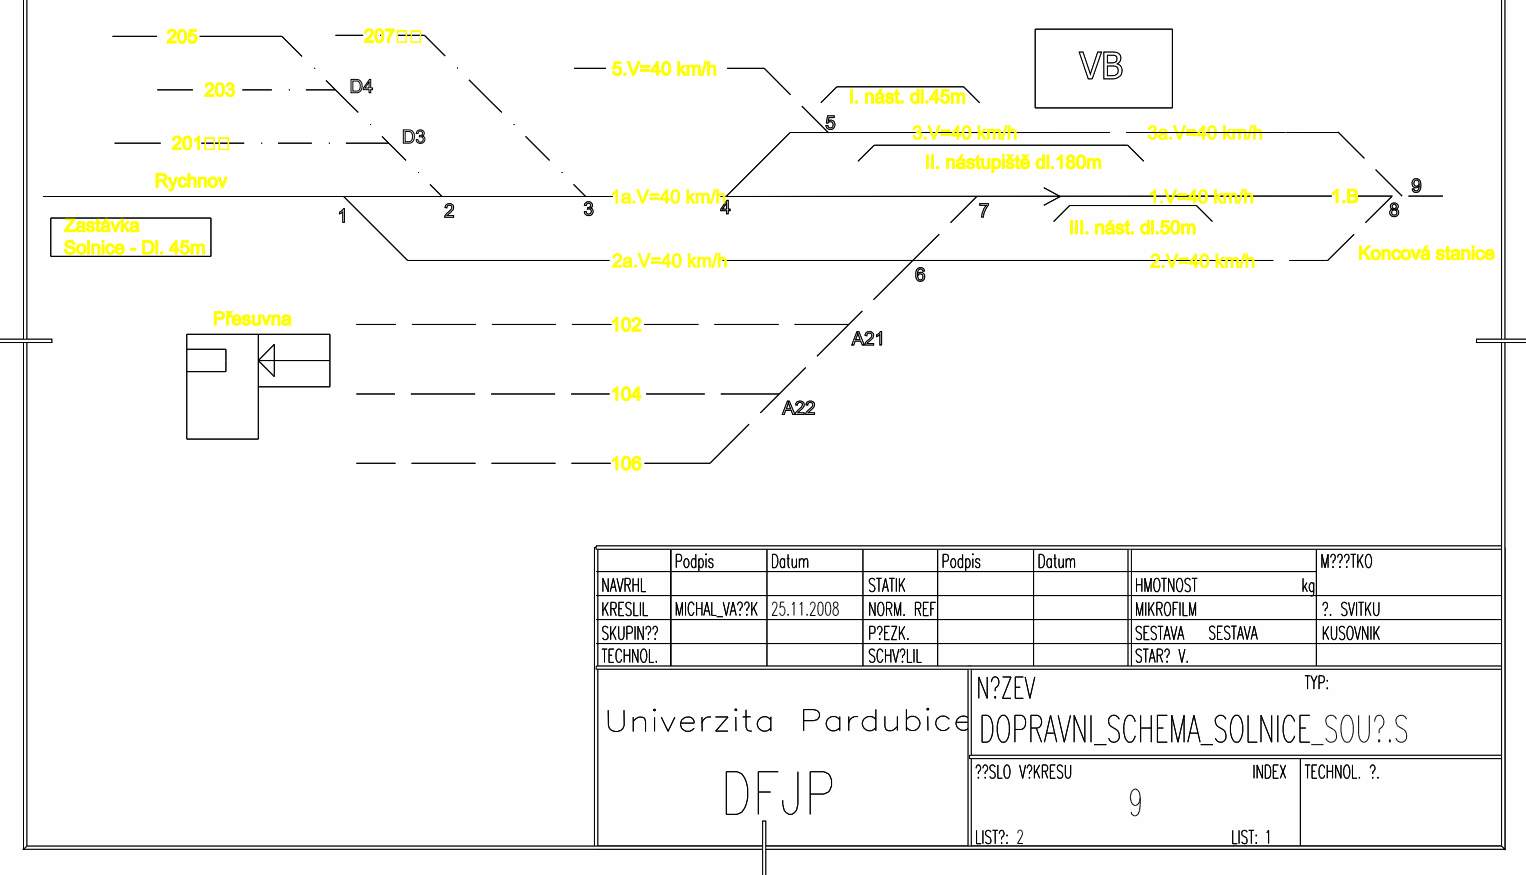 205
207□□
5.V=40 km/h
VB
203
D4
I. nást. dl.45m
5
3.V=40 km/h
3a.V=40 km/h
201□□
D3
II. nástupiště dl.180m
Rychnov
1
2
3
1a.V=40 km/h
4
7
1.V=40 km/h
1.B
8
9
Zastávka
Solnice - Dl. 45m
III. nást. dl.50m
2a.V=40 km/h
6
2.V=40 km/h
Koncová stanice
Přesuvna
102
A21
104
A22
106
Podpis Datum Podpis Datum M???TKO
NAVRHL STATIK HMOTNOST kg
KRESLIL MICHAL_VA??K 25.11.2008 NORM. REF MIKROFILM ?. SVITKU
SKUPIN?? P?EZK. SESTAVA SESTAVA KUSOVNIK
TECHNOL. SCHV?LIL STAR? V.
Univerzita Pardubice
DFJP
N?ZEV TYP:
DOPRAVNI_SCHEMA_SOLNICE_SOU?.S
??SLO V?KRESU INDEX TECHNOL. ?.
9
LIST?: 2 LIST: 1